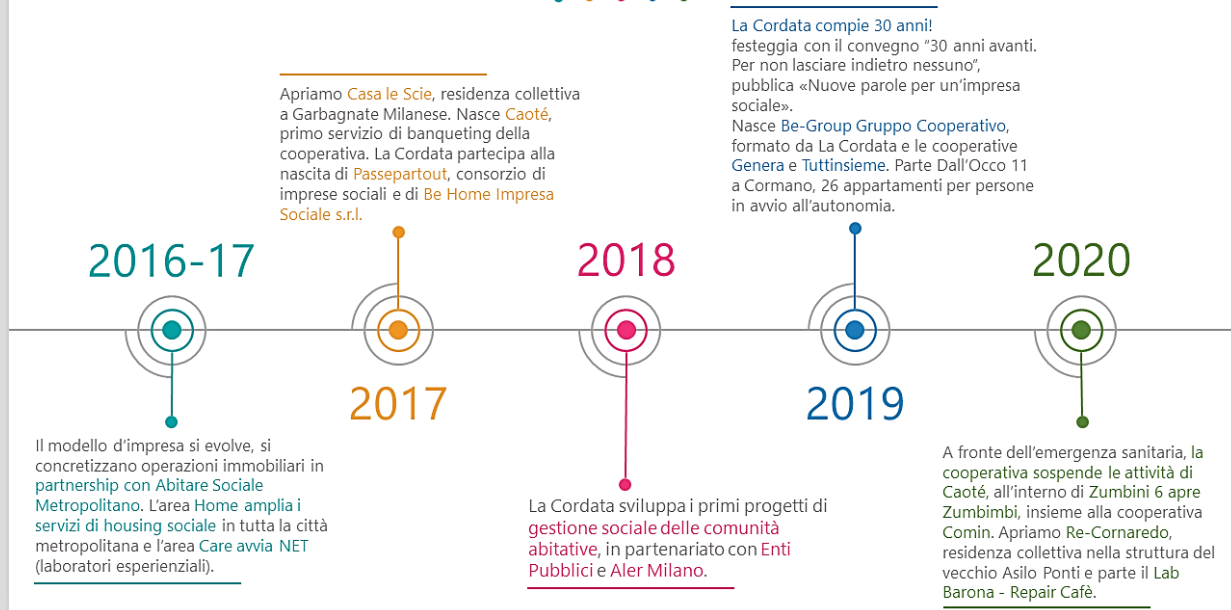 2016-17
Il modello d'impresa si evolve, si
concretizzano operazioni immobiliari in
partnership con Abitare Sociale
Metropolitano. L'area Home amplia i
servizi di housing sociale in tutta la città
metropolitana e l'area Care avvia NET
(laboratori esperienziali).
Apriamo Casa le Scie, residenza collettiva
a Garbagnate Milanese. Nasce Caoté,
primo servizio di banqueting della
cooperativa. La Cordata partecipa alla
nascita di Passepartout, consorzio di
imprese sociali e di Be Home Impresa
Sociale s.r.l.
2017
2018
La Cordata sviluppa i primi progetti di
gestione sociale delle comunità
abitative, in partenariato con Enti
Pubblici e Aler Milano.
La Cordata compie 30 anni!
festeggia con il convegno "30 anni avanti.
Per non lasciare indietro nessuno",
pubblica «Nuove parole per un'impresa
sociale».
Nasce Be-Group Gruppo Cooperativo,
formato da La Cordata e le cooperative
Genera e Tuttinsieme. Parte Dall'Occo 11
a Cormano, 26 appartamenti per persone
in avvio all'autonomia.
2019
2020
A fronte dell'emergenza sanitaria, la
cooperativa sospende le attività di
Caoté, all'interno di Zumbini 6 apre
Zumbimbi, insieme alla cooperativa
Comin. Apriamo Re-Cornaredo,
residenza collettiva nella struttura del
vecchio Asilo Ponti e parte il Lab
Barona - Repair Cafè.